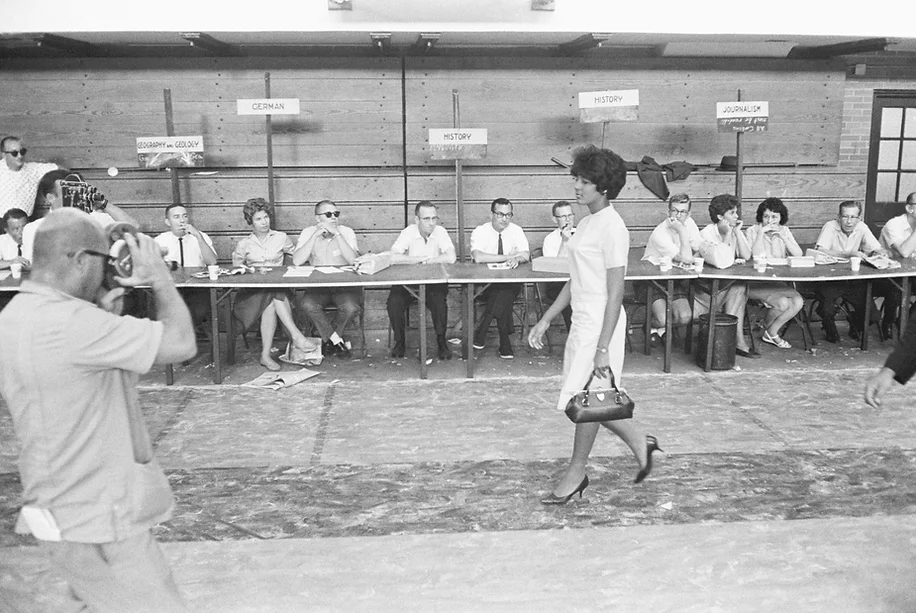 GEOGRAPHY AND GEOLOGY
GERMAN
HISTORY
HISTORY
JOURNALISM